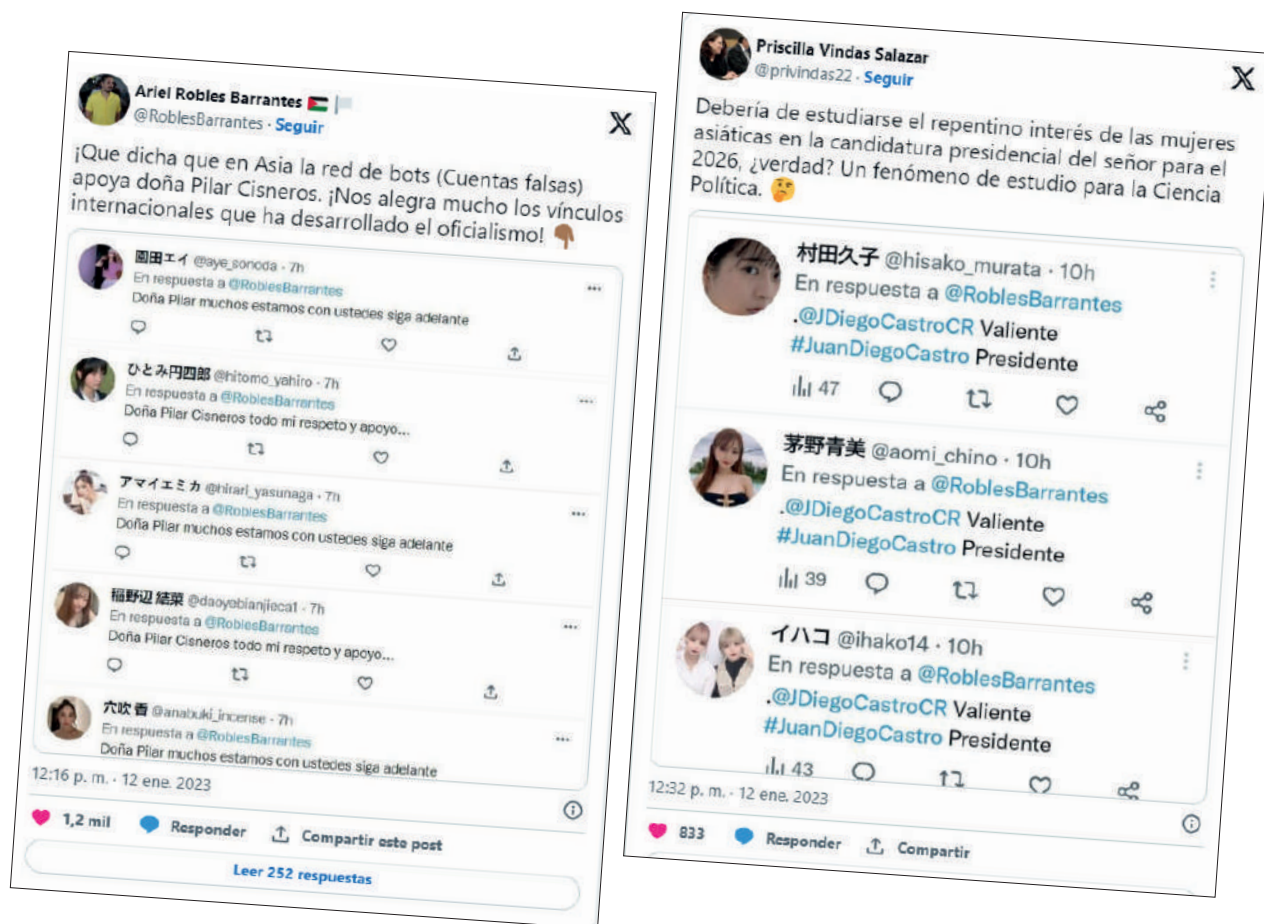 Ariel Robles Barrantes
@RoblesBarrantes · Seguir
¡Que dicha que en Asia la red de bots (Cuentas falsas)
apoya doña Pilar Cisneros. ¡Nos alegra mucho los vínculos
internacionales que ha desarrollado el oficialismo! 👇🏾
園田エイ @aye_sonoda · 7h
En respuesta a @RoblesBarrantes
Doña Pilar muchos estamos con ustedes siga adelante
ひとみ円四郎 @hitomo_yahiro · 7h
En respuesta a @RoblesBarrantes
Doña Pilar Cisneros todo mi respeto y apoyo...
アマイエミカ @hirari_yasunaga · 7h
En respuesta a @RoblesBarrantes
Doña Pilar muchos estamos con ustedes siga adelante
稲野辺 結菜 @daoyebianjieca1 · 7h
En respuesta a @RoblesBarrantes
Doña Pilar Cisneros todo mi respeto y apoyo...
穴吹 香 @anabuki_incense · 7h
En respuesta a @RoblesBarrantes
Doña Pilar muchos estamos con ustedes siga adelante
12:16 p. m. · 12 ene. 2023
1,2 mil Responder Compartir este post
Leer 252 respuestas
Priscilla Vindas Salazar
@privindas22 · Seguir
Debería de estudiarse el repentino interés de las mujeres
asiáticas en la candidatura presidencial del señor para el
2026, ¿verdad? Un fenómeno de estudio para la Ciencia
Política. 🤔
村田久子 @hisako_murata · 10h
En respuesta a @RoblesBarrantes
.@JDiegoCastroCR Valiente
#JuanDiegoCastro Presidente
47
茅野青美 @aomi_chino · 10h
En respuesta a @RoblesBarrantes
.@JDiegoCastroCR Valiente
#JuanDiegoCastro Presidente
39
イハコ @ihako14 · 10h
En respuesta a @RoblesBarrantes
.@JDiegoCastroCR Valiente
#JuanDiegoCastro Presidente
43
12:32 p. m. · 12 ene. 2023
833 Responder Compartir